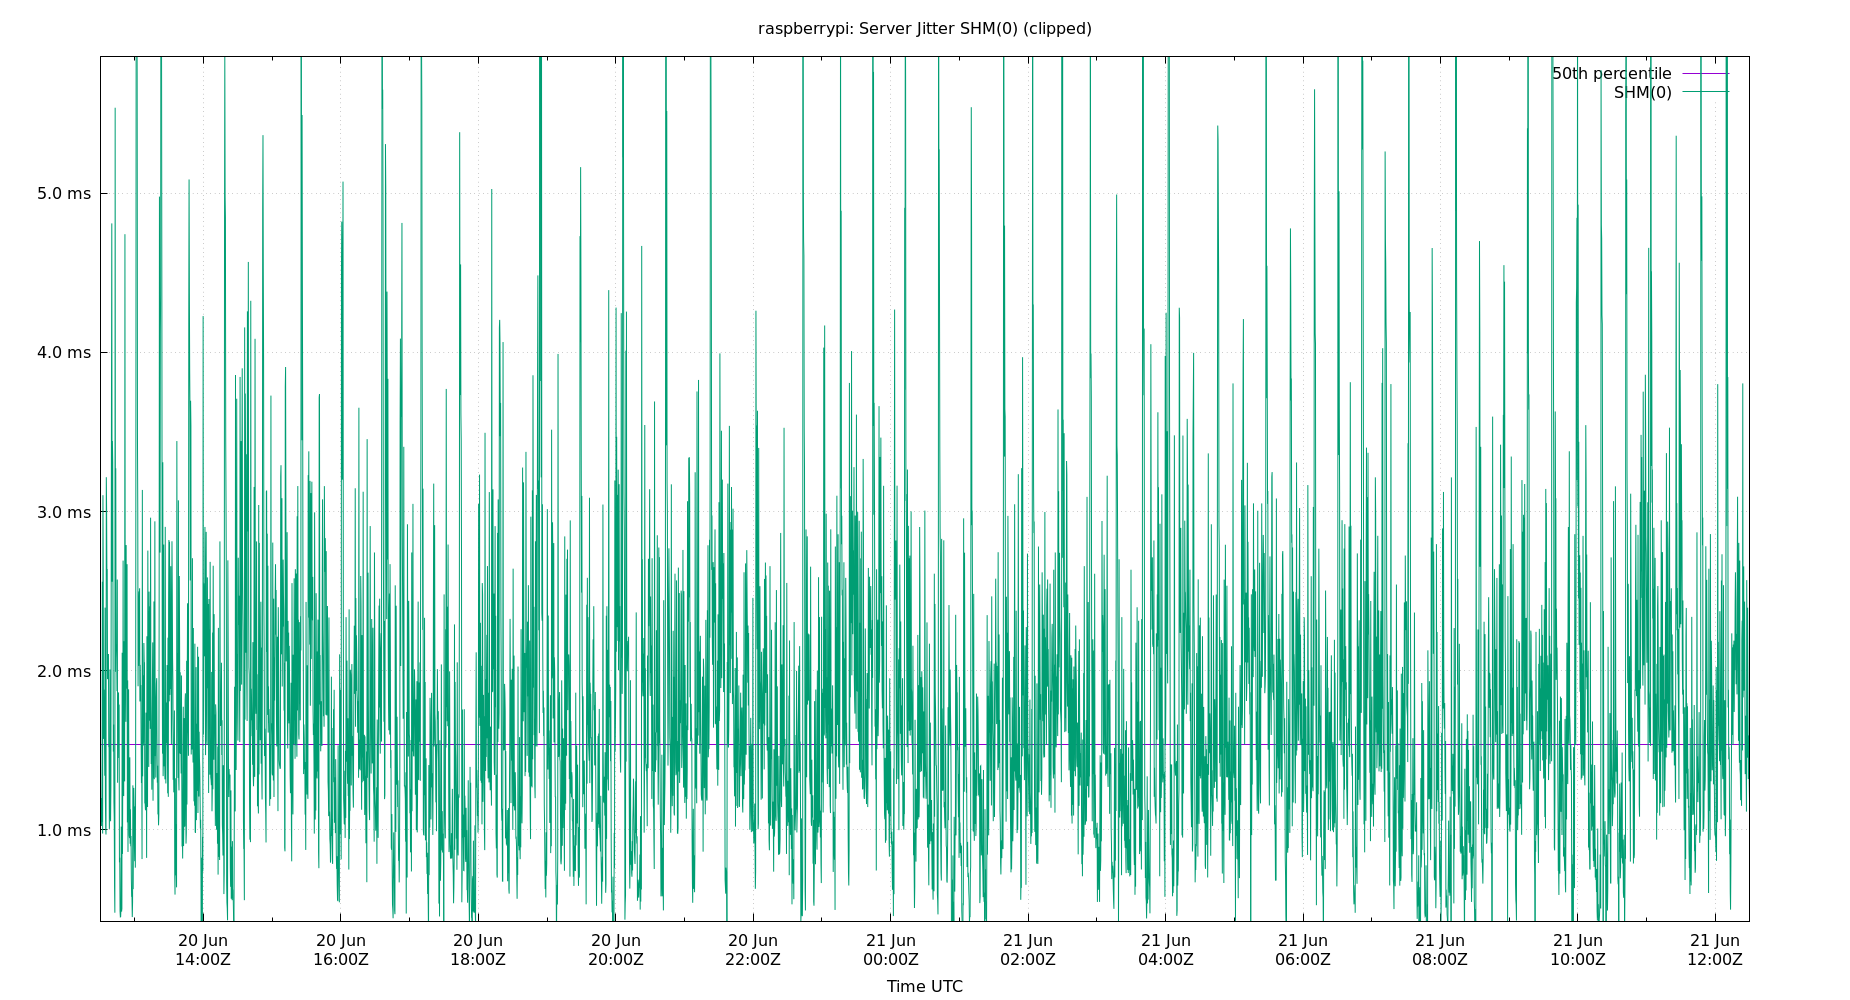 raspberrypi: Server Jitter SHM(0) (clipped)
50th percentile
SHM(0)
5.0 ms
4.0 ms
3.0 ms
2.0 ms
1.0 ms
20 Jun 20 Jun 20 Jun 20 Jun 20 Jun 21 Jun 21 Jun 21 Jun 21 Jun 21 Jun 21 Jun 21 Jun
14:00Z 16:00Z 18:00Z 20:00Z 22:00Z 00:00Z 02:00Z 04:00Z 06:00Z 08:00Z 10:00Z 12:00Z
Time UTC